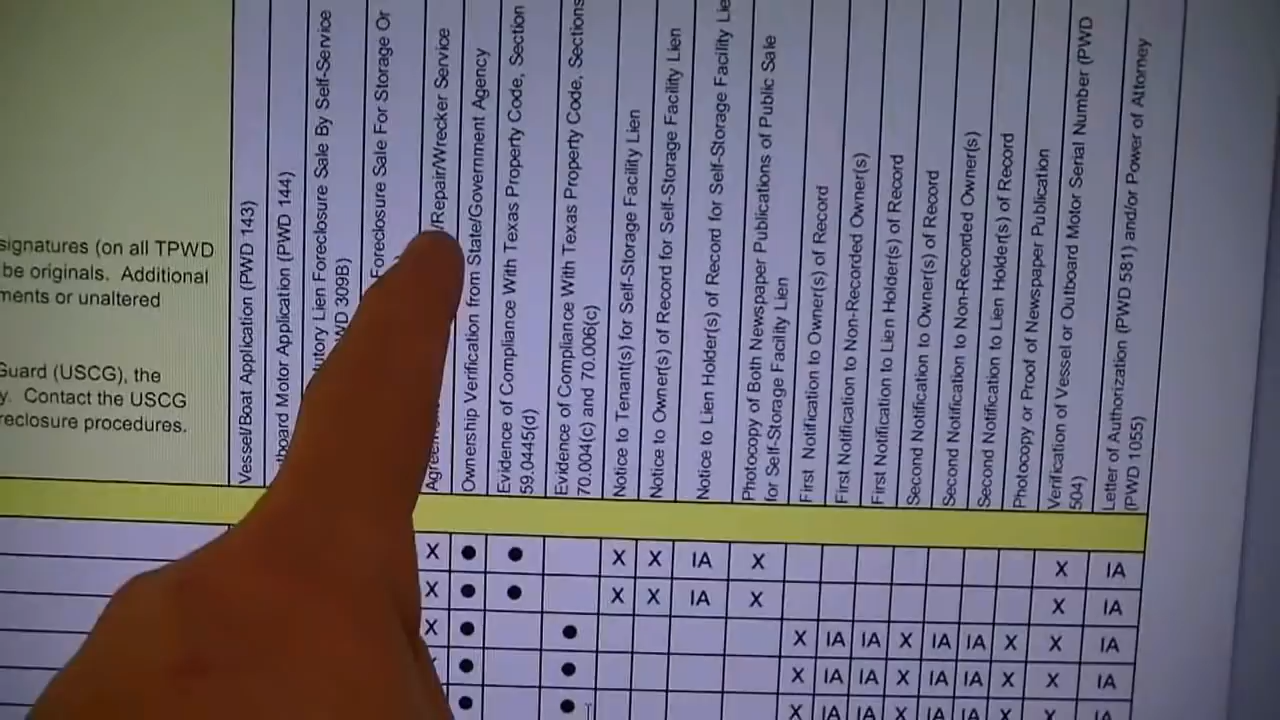 signatures (on all TPWD
be originals. Additional
ments or unaltered
Guard (USCG), the
y. Contact the USCG
reclosure procedures.
Vessel/Boat Application (PWD 143)
tboard Motor Application (PWD 144)
utory Lien Foreclosure Sale By Self-Service
WD 309B)
Foreclosure Sale For Storage Or
/Repair/Wrecker Service
Ownership Verification from State/Government Agency
Evidence of Compliance With Texas Property Code, Section
59.0445(d)
Evidence of Compliance With Texas Property Code, Sections
70.004(c) and 70.006(c)
Notice to Tenant(s) for Self-Storage Facility Lien
Notice to Owner(s) of Record for Self-Storage Facility Lien
Notice to Lien Holder(s) of Record for Self-Storage Facility Lie
Photocopy of Both Newspaper Publications of Public Sale
for Self-Storage Facility Lien
First Notification to Owner(s) of Record
First Notification to Non-Recorded Owner(s)
First Notification to Lien Holder(s) of Record
Second Notification to Owner(s) of Record
Second Notification to Non-Recorded Owner(s)
Second Notification to Lien Holder(s) of Record
Photocopy or Proof of Newspaper Publication
Verification of Vessel or Outboard Motor Serial Number (PWD
504)
Letter of Authorization (PWD 581) and/or Power of Attorney
(PWD 1055)
X ● ● X X IA X X IA
X ● ● X X IA X X IA
X ● ● X IA IA X IA IA X X IA
● ● X IA IA X IA IA X X IA
● ● X IA IA X IA IA X X IA